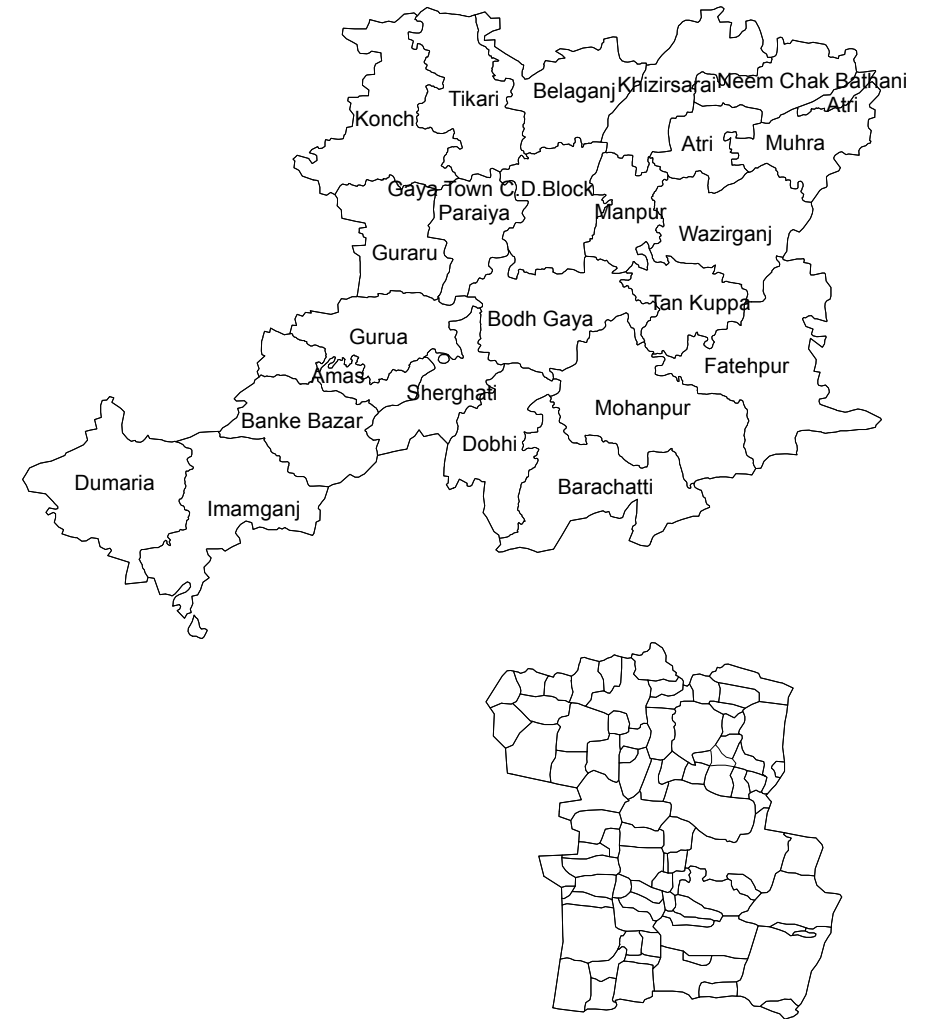 Neem Chak Bathani
Khizirsarai
Belaganj
Tikari
Atri
Konch
Atri
Muhra
Gaya Town C.D.Block
Paraiya
Manpur
Wazirganj
Guraru
Tan Kuppa
Bodh Gaya
Gurua
Fatehpur
Amas
Sherghati
Mohanpur
Banke Bazar
Dobhi
Dumaria
Barachatti
Imamganj